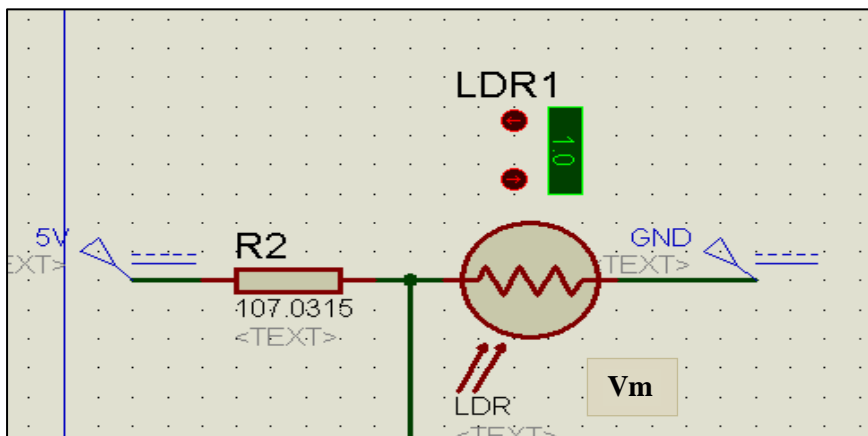 LDR1
1.0
5V
GND
EXT>
TEXT>
R2
107.0315
<TEXT>
Vm
LDR
<TEXT>